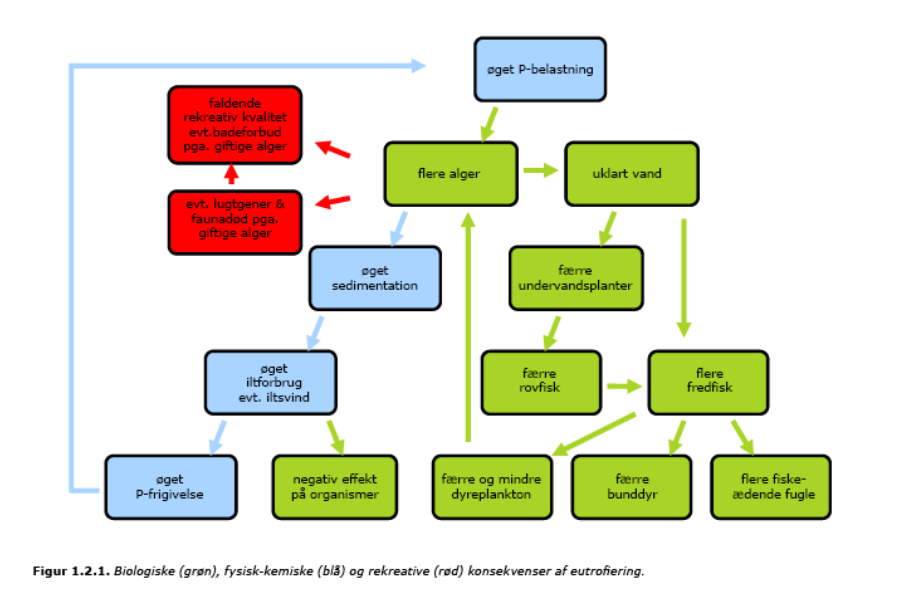 øget P-belastning
faldende
rekreativ kvalitet
evt.badeforbud
pga. giftige alger
flere alger
uklart vand
evt. lugtgener &
faunadød pga.
giftige alger
øget
sedimentation
færre
undervandsplanter
øget
iltforbrug
evt. iltsvind
færre
rovfisk
flere
fredfisk
øget
P-frigivelse
negativ effekt
på organismer
færre og mindre
dyreplankton
færre
bunddyr
flere fiske-
ædende fugle
Figur 1.2.1. Biologiske (grøn), fysisk-kemiske (blå) og rekreative (rød) konsekvenser af eutrofiering.